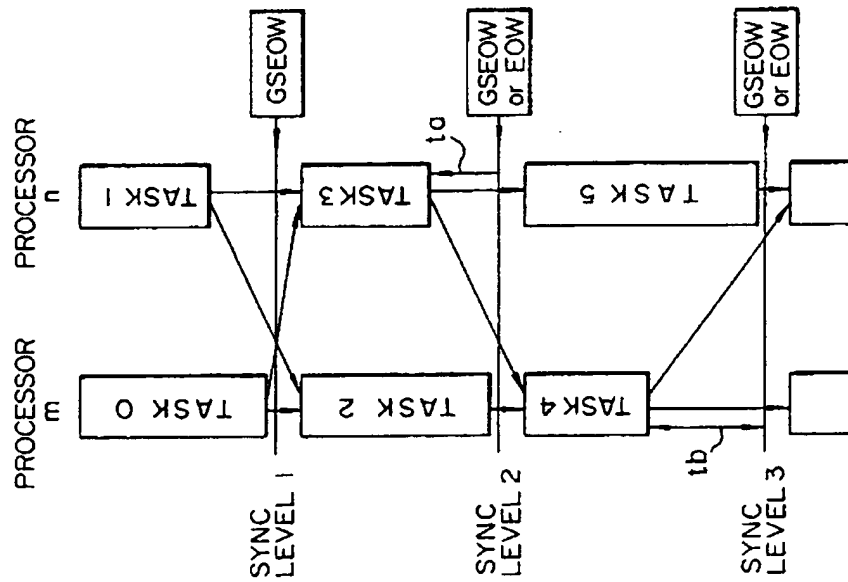 PROCESSOR
m
PROCESSOR
n
TASK 0
TASK 1
SYNC
LEVEL 1
GSEOW
TASK 2
TASK 3
ta
SYNC
LEVEL 2
GSEOW
or EOW
TASK 4
TASK 5
tb
SYNC
LEVEL 3
GSEOW
or EOW